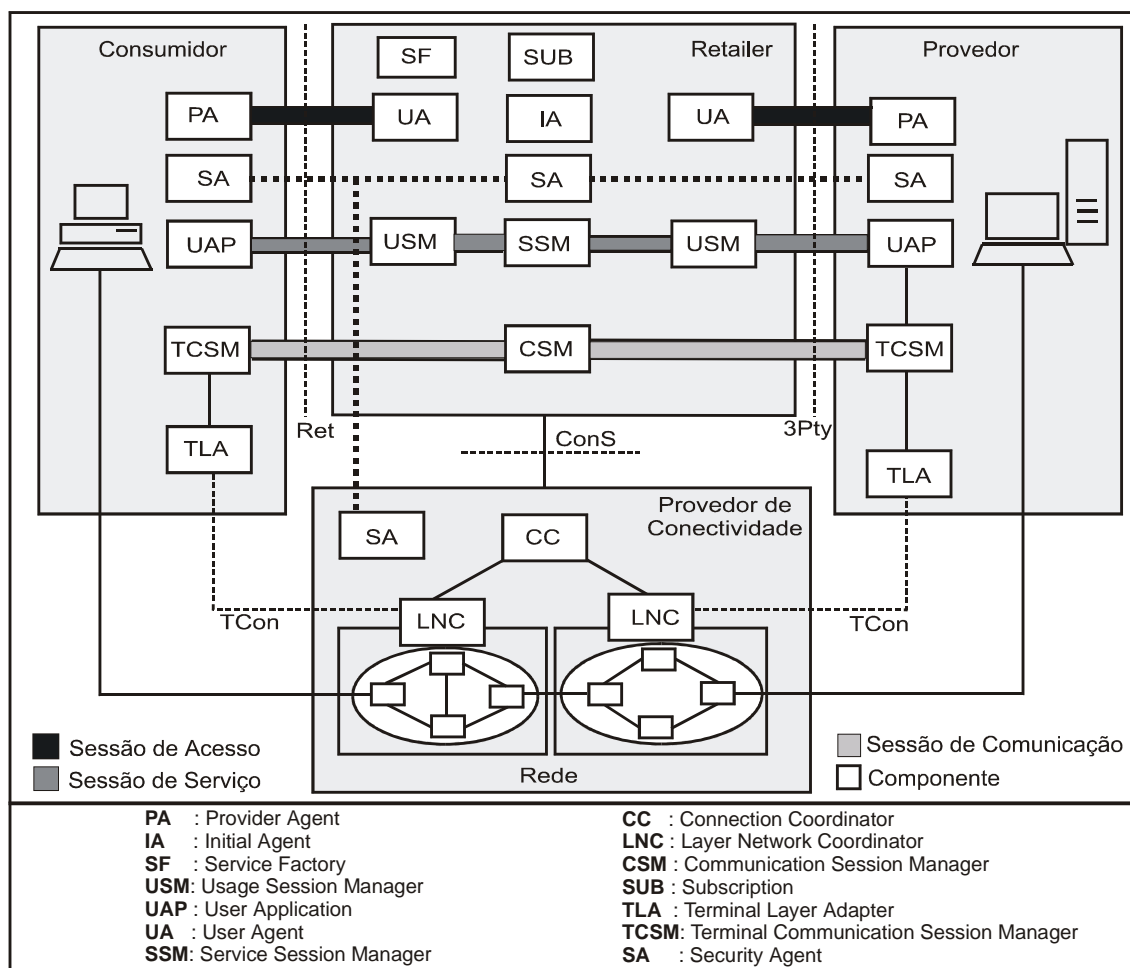 Consumidor
Retailer
Provedor
SF
SUB
PA
UA
IA
UA
PA
SA
SA
SA
UAP
USM
SSM
USM
UAP
TCSM
CSM
TCSM
Ret
3Pty
ConS
TLA
TLA
Provedor de
Conectividade
SA
CC
LNC
LNC
TCon
TCon
Rede
Sessão de Acesso
Sessão de Serviço
Sessão de Comunicação
Componente
PA : Provider Agent
IA : Initial Agent
SF : Service Factory
USM: Usage Session Manager
UAP : User Application
UA : User Agent
SSM: Service Session Manager
CC : Connection Coordinator
LNC : Layer Network Coordinator
CSM : Communication Session Manager
SUB : Subscription
TLA : Terminal Layer Adapter
TCSM: Terminal Communication Session Manager
SA : Security Agent